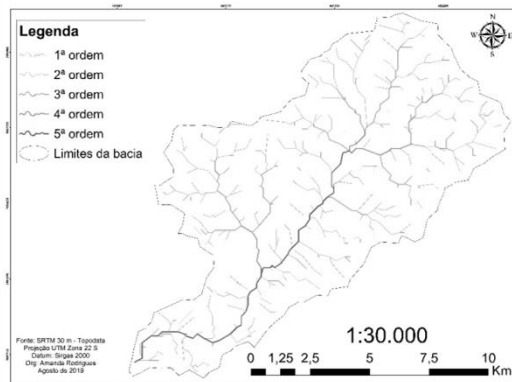 Legenda
1ª ordem
2ª ordem
3ª ordem
4ª ordem
5ª ordem
Limites da bacia
N
W
E
S
Fonte: SRTM 30 m - Topodata
Projeção UTM Zona 22 S
Datum: Sirgas 2000
Org: Amanda Rodrigues
Agosto de 2019
1:30.000
0 1,25 2,5 5 7,5 10
Km